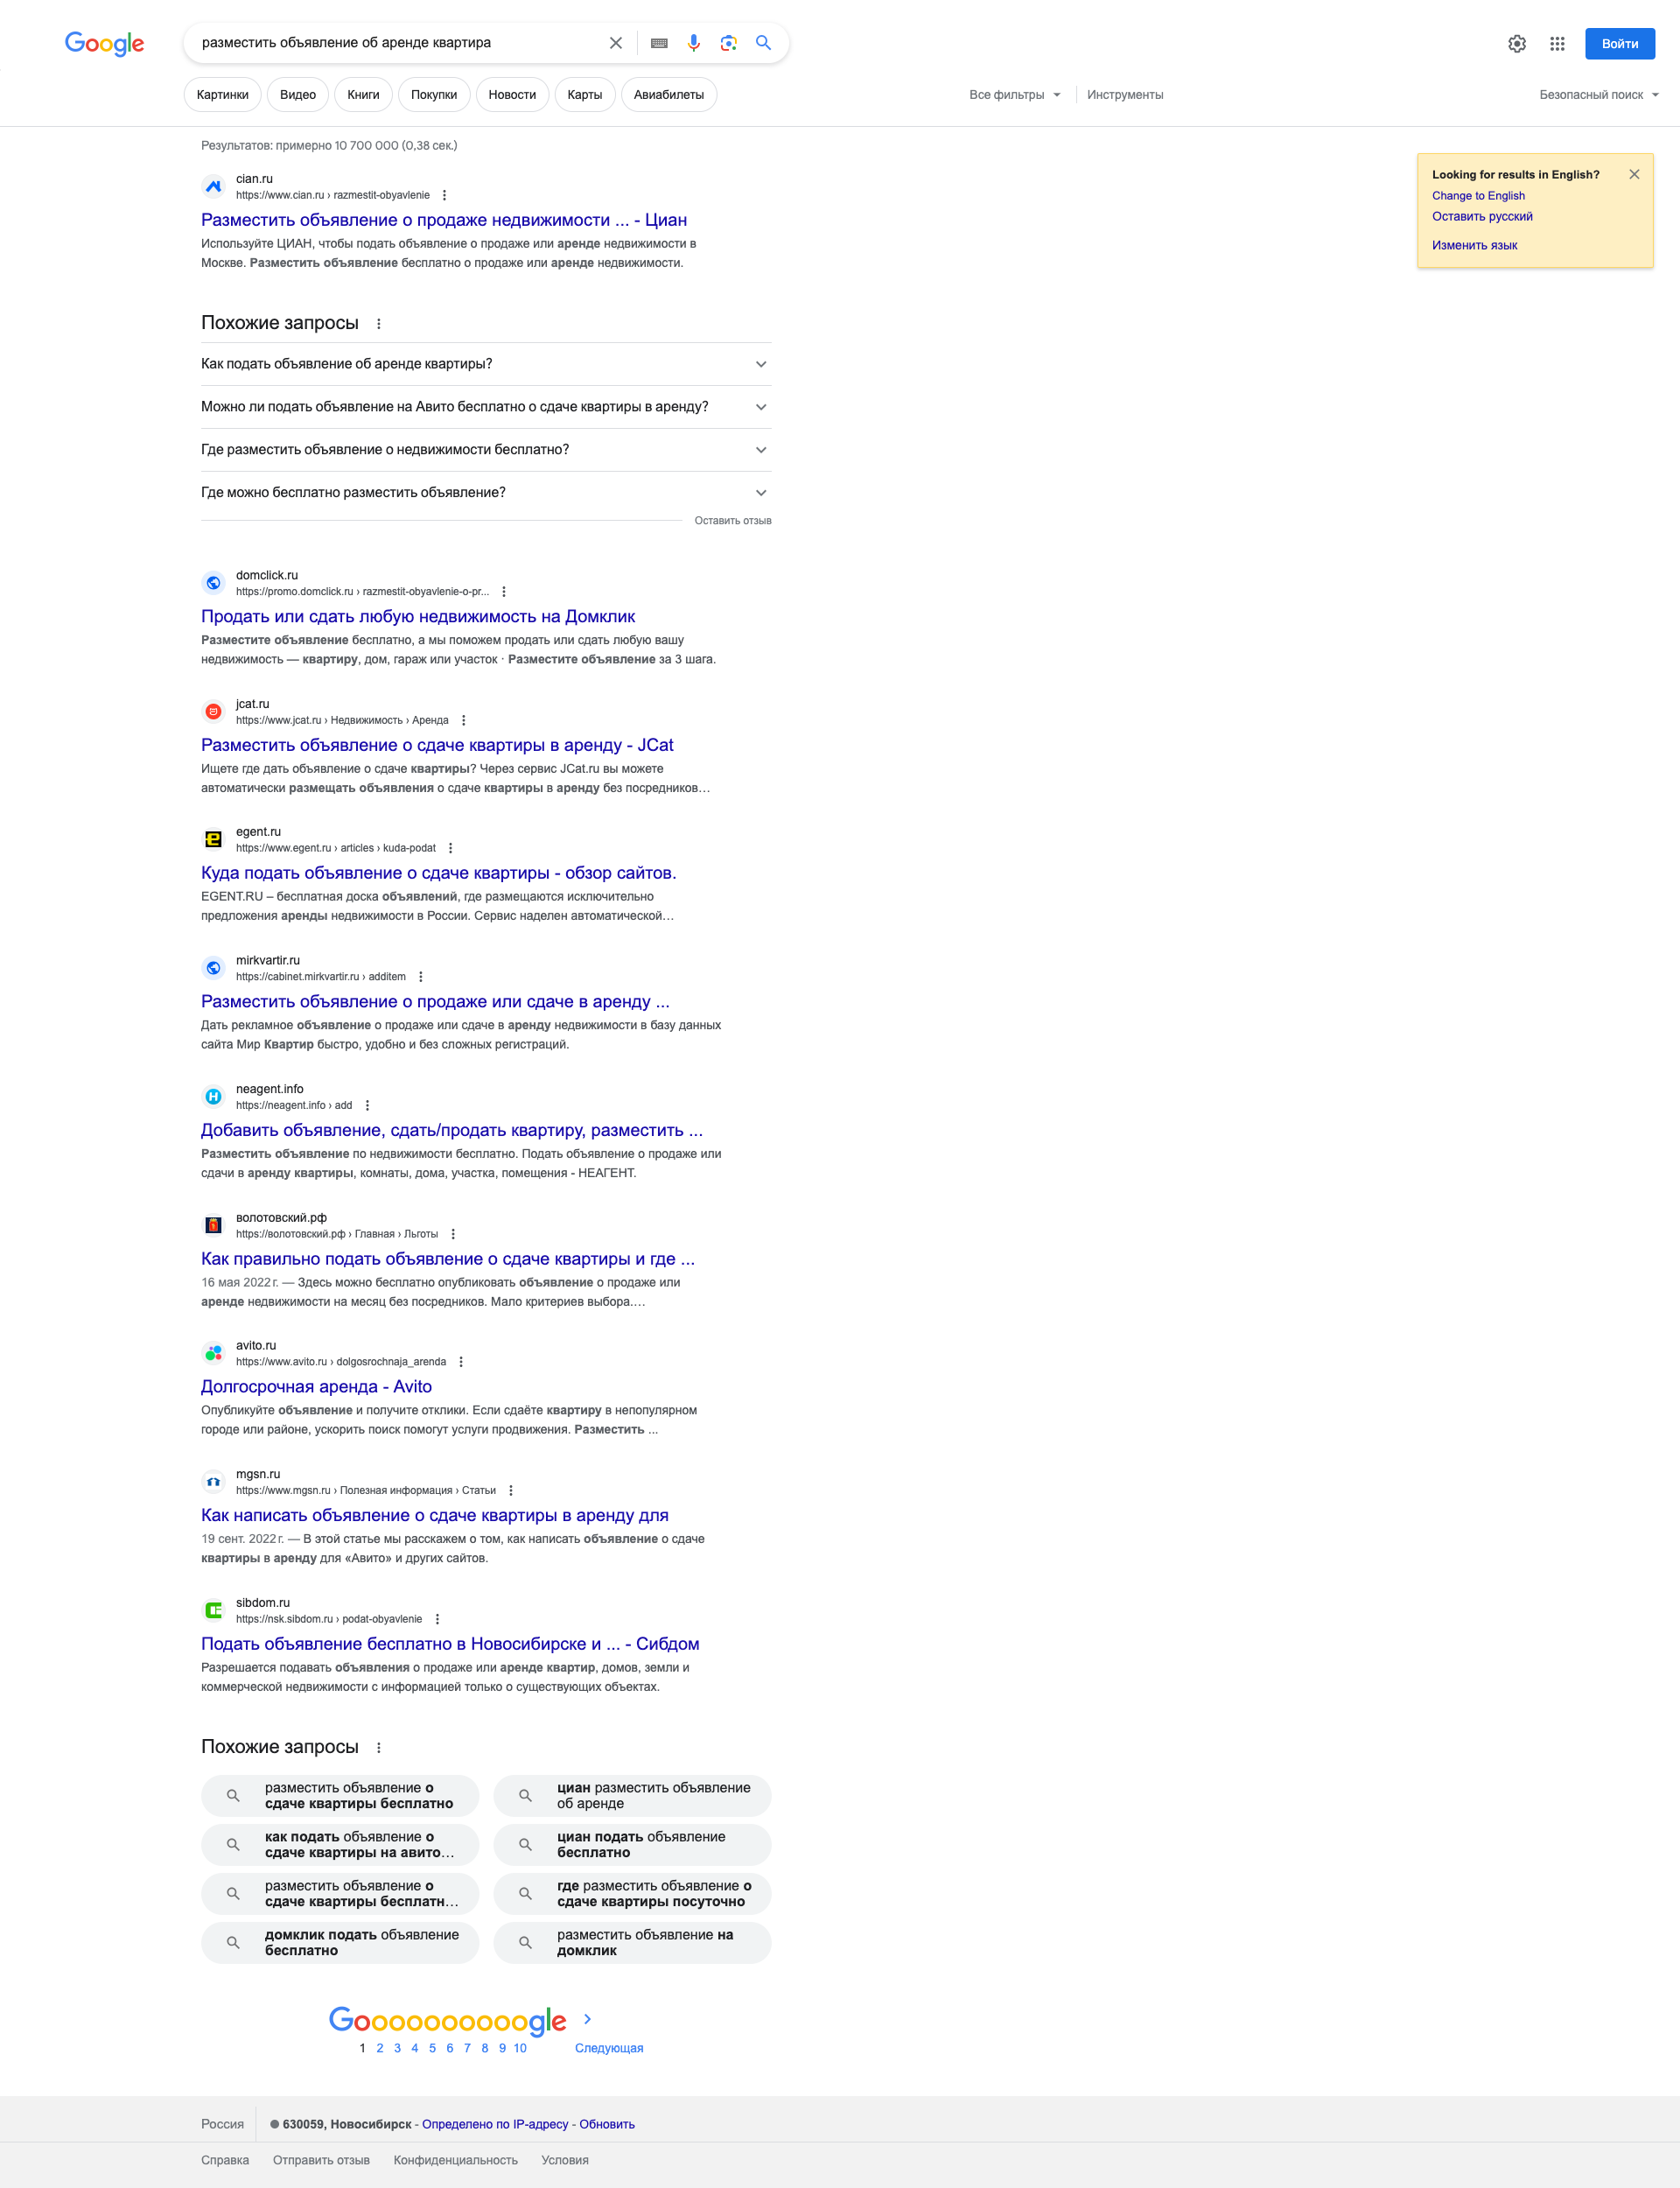 Google
разместить объявление об аренде квартира
Войти
Картинки Видео Книги Покупки Новости Карты Авиабилеты Все фильтры Инструменты Безопасный поиск
Результатов: примерно 10 700 000 (0,38 сек.)
Looking for results in English?
Change to English
Оставить русский
Изменить язык
cian.ru
https://www.cian.ru › razmestit-obyavlenie
Разместить объявление о продаже недвижимости ... - Циан
Используйте ЦИАН, чтобы подать объявление о продаже или аренде недвижимости в
Москве. Разместить объявление бесплатно о продаже или аренде недвижимости.
Похожие запросы
Как подать объявление об аренде квартиры?
Можно ли подать объявление на Авито бесплатно о сдаче квартиры в аренду?
Где разместить объявление о недвижимости бесплатно?
Где можно бесплатно разместить объявление?
Оставить отзыв
domclick.ru
https://promo.domclick.ru › razmestit-obyavlenie-o-pr...
Продать или сдать любую недвижимость на Домклик
Разместите объявление бесплатно, а мы поможем продать или сдать любую вашу
недвижимость — квартиру, дом, гараж или участок · Разместите объявление за 3 шага.
jcat.ru
https://www.jcat.ru › Недвижимость › Аренда
Разместить объявление о сдаче квартиры в аренду - JCat
Ищете где дать объявление о сдаче квартиры? Через сервис JCat.ru вы можете
автоматически размещать объявления о сдаче квартиры в аренду без посредников…
egent.ru
https://www.egent.ru › articles › kuda-podat
Куда подать объявление о сдаче квартиры - обзор сайтов.
EGENT.RU – бесплатная доска объявлений, где размещаются исключительно
предложения аренды недвижимости в России. Сервис наделен автоматической…
mirkvartir.ru
https://cabinet.mirkvartir.ru › additem
Разместить объявление о продаже или сдаче в аренду ...
Дать рекламное объявление о продаже или сдаче в аренду недвижимости в базу данных
сайта Мир Квартир быстро, удобно и без сложных регистраций.
neagent.info
https://neagent.info › add
Добавить объявление, сдать/продать квартиру, разместить ...
Разместить объявление по недвижимости бесплатно. Подать объявление о продаже или
сдачи в аренду квартиры, комнаты, дома, участка, помещения - НЕАГЕНТ.
волотовский.рф
https://волотовский.рф › Главная › Льготы
Как правильно подать объявление о сдаче квартиры и где ...
16 мая 2022 г. — Здесь можно бесплатно опубликовать объявление о продаже или
аренде недвижимости на месяц без посредников. Мало критериев выбора.…
avito.ru
https://www.avito.ru › dolgosrochnaja_arenda
Долгосрочная аренда - Avito
Опубликуйте объявление и получите отклики. Если сдаёте квартиру в непопулярном
городе или районе, ускорить поиск помогут услуги продвижения. Разместить ...
mgsn.ru
https://www.mgsn.ru › Полезная информация › Статьи
Как написать объявление о сдаче квартиры в аренду для
19 сент. 2022 г. — В этой статье мы расскажем о том, как написать объявление о сдаче
квартиры в аренду для «Авито» и других сайтов.
sibdom.ru
https://nsk.sibdom.ru › podat-obyavlenie
Подать объявление бесплатно в Новосибирске и ... - Сибдом
Разрешается подавать объявления о продаже или аренде квартир, домов, земли и
коммерческой недвижимости с информацией только о существующих объектах.
Похожие запросы
разместить объявление о
сдаче квартиры бесплатно
циан разместить объявление
об аренде
как подать объявление о
сдаче квартиры на авито…
циан подать объявление
бесплатно
разместить объявление о
сдаче квартиры бесплатн…
где разместить объявление о
сдаче квартиры посуточно
домклик подать объявление
бесплатно
разместить объявление на
домклик
Goooooooooogle
1 2 3 4 5 6 7 8 9 10 Следующая
Россия 630059, Новосибирск - Определено по IP-адресу - Обновить
Справка Отправить отзыв Конфиденциальность Условия